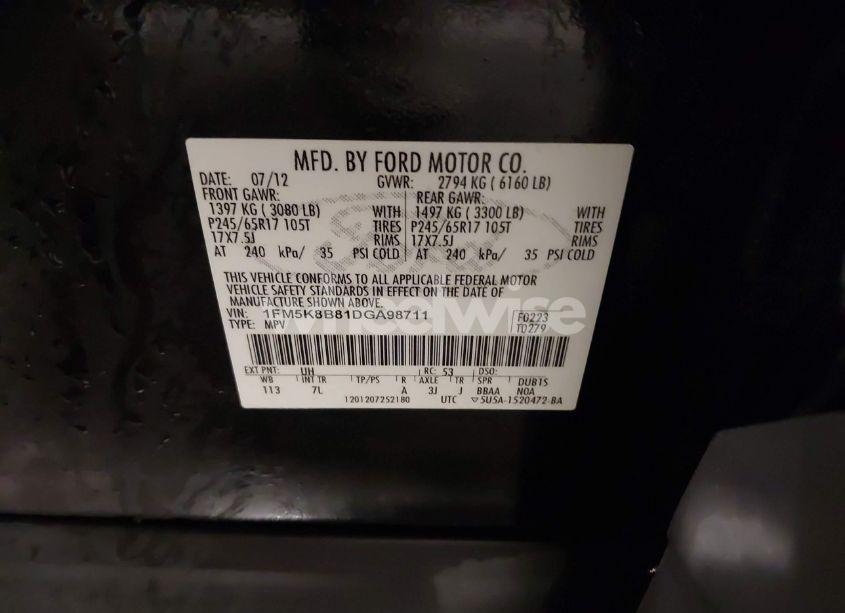 MFD. BY FORD MOTOR CO.
DATE: 07/12 GVWR: 2794 KG ( 6160 LB)
FRONT GAWR: REAR GAWR:
1397 KG ( 3080 LB) WITH 1497 KG ( 3300 LB) WITH
P245/65R17 105T TIRES P245/65R17 105T TIRES
17X7.5J RIMS 17X7.5J RIMS
AT 240 kPa/ 35 PSI COLD AT 240 kPa/ 35 PSI COLD
THIS VEHICLE CONFORMS TO ALL APPLICABLE FEDERAL MOTOR
VEHICLE SAFETY STANDARDS IN EFFECT ON THE DATE OF
MANUFACTURE SHOWN ABOVE.
VIN: 1FM5K8B81DGA98711 F0223
TYPE: MPV T0279
wheelwise
EXT PNT: UH RC: 53 DSO:
WB INT TR TP/PS R AXLE TR SPR DUB1S
113 7L A 3J J BBAA NOA
1201207252180 UTC ▽5U5A-1520472-BA